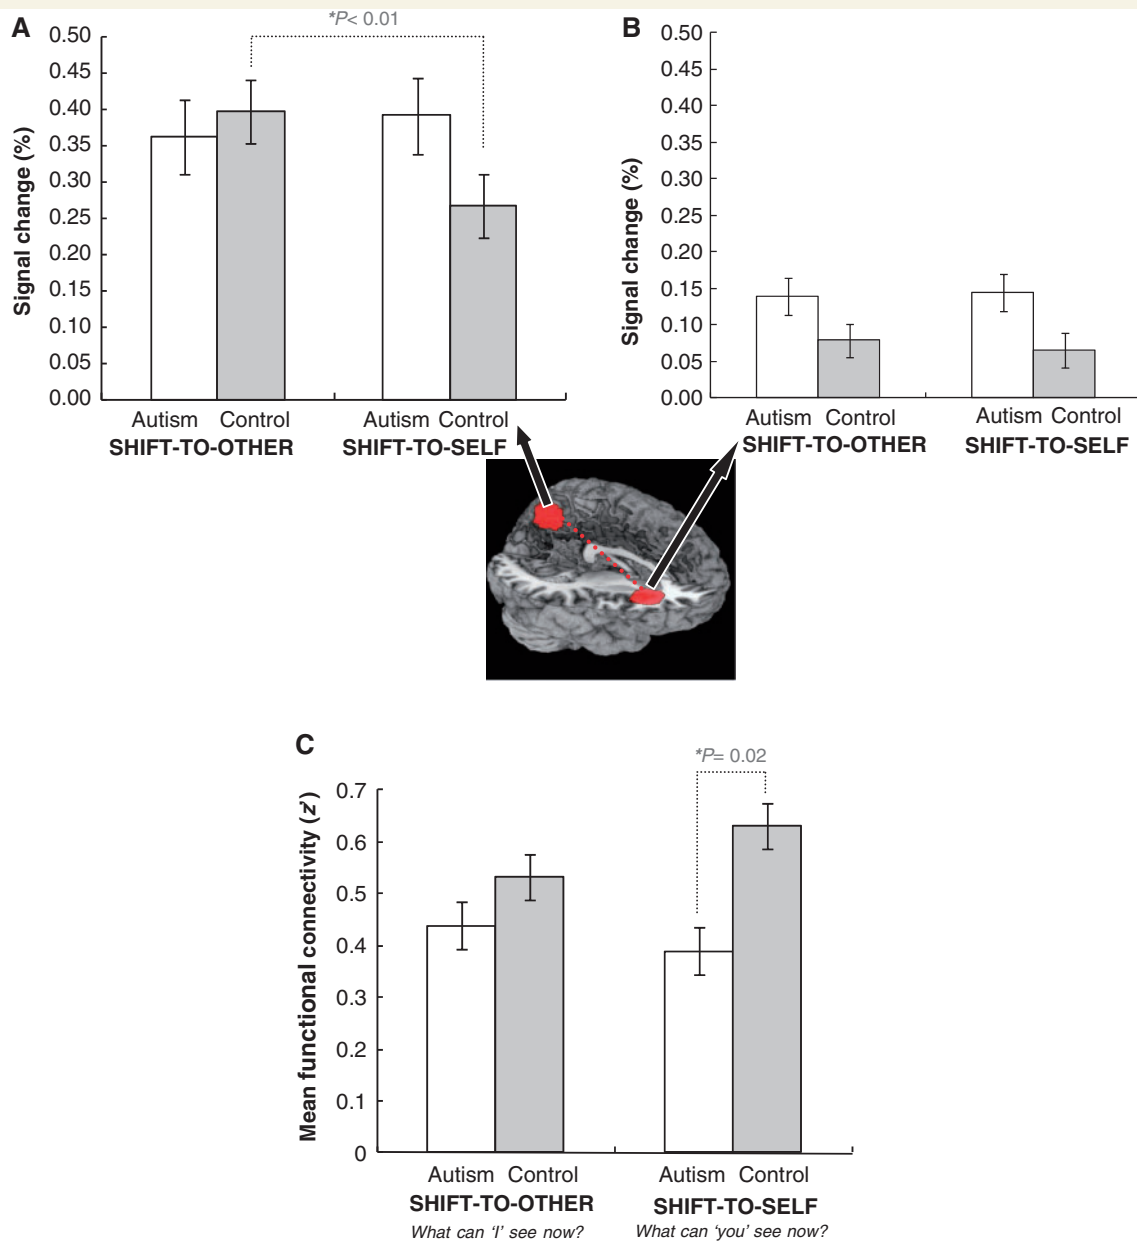 A
*P< 0.01
Signal change (%)
0.50
0.45
0.40
0.35
0.30
0.25
0.20
0.15
0.10
0.05
0.00
Autism Control
SHIFT-TO-OTHER
Autism Control
SHIFT-TO-SELF
B
Signal change (%)
0.50
0.45
0.40
0.35
0.30
0.25
0.20
0.15
0.10
0.05
0.00
Autism Control
SHIFT-TO-OTHER
Autism Control
SHIFT-TO-SELF
C
*P= 0.02
Mean functional connectivity (z')
0.7
0.6
0.5
0.4
0.3
0.2
0.1
0
Autism Control
SHIFT-TO-OTHER
What can 'I' see now?
Autism Control
SHIFT-TO-SELF
What can 'you' see now?